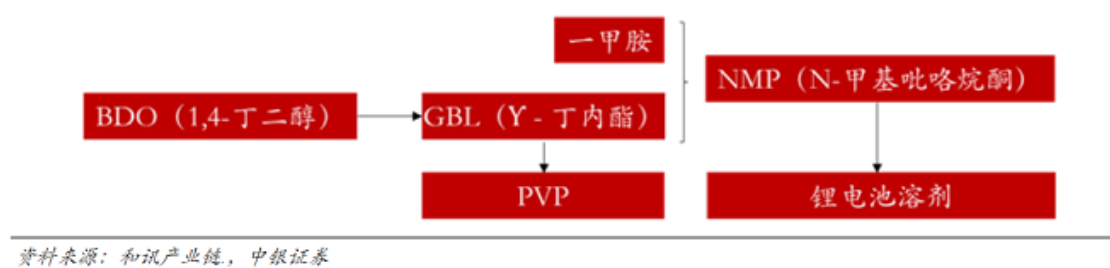 一甲胺
NMP（N-甲基吡咯烷酮）
BDO（1,4-丁二醇）
GBL（Υ - 丁内酯）
PVP
锂电池溶剂
资料来源：和讯产业链，中银证券